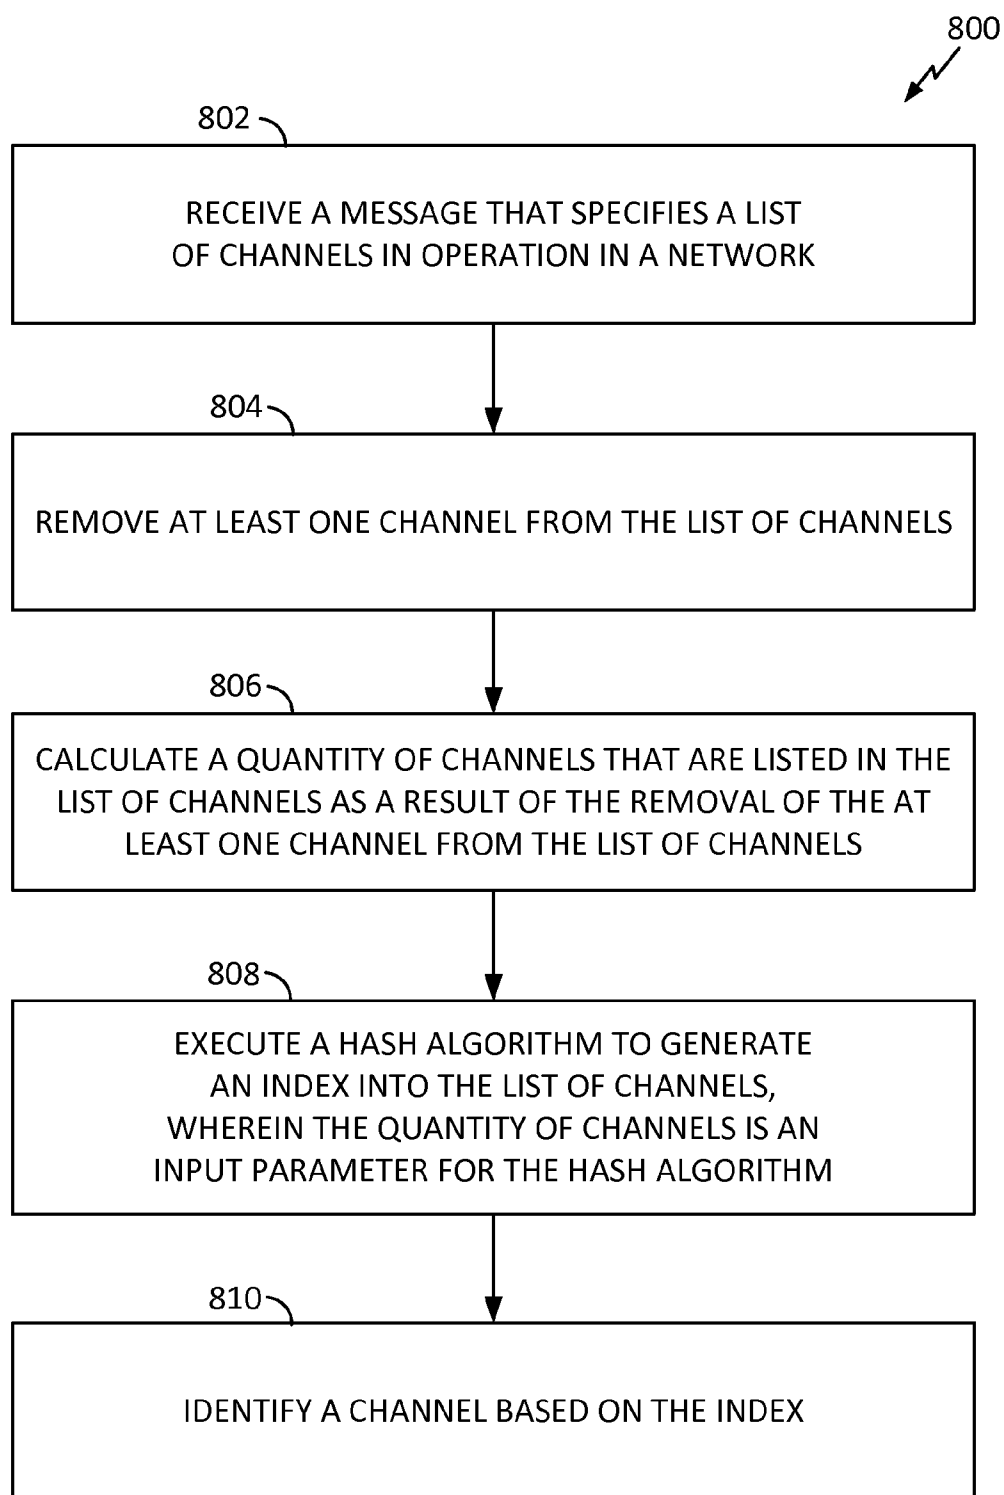 800
802
RECEIVE A MESSAGE THAT SPECIFIES A LIST
OF CHANNELS IN OPERATION IN A NETWORK
804
REMOVE AT LEAST ONE CHANNEL FROM THE LIST OF CHANNELS
806
CALCULATE A QUANTITY OF CHANNELS THAT ARE LISTED IN THE
LIST OF CHANNELS AS A RESULT OF THE REMOVAL OF THE AT
LEAST ONE CHANNEL FROM THE LIST OF CHANNELS
808
EXECUTE A HASH ALGORITHM TO GENERATE
AN INDEX INTO THE LIST OF CHANNELS,
WHEREIN THE QUANTITY OF CHANNELS IS AN
INPUT PARAMETER FOR THE HASH ALGORITHM
810
IDENTIFY A CHANNEL BASED ON THE INDEX